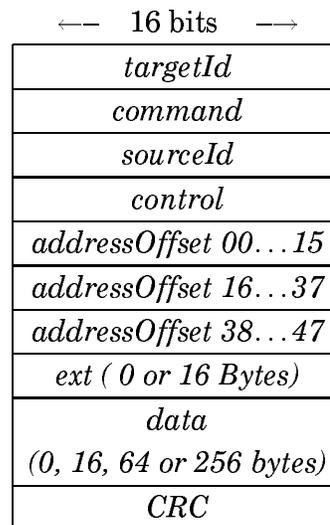 ←– 16 bits –→
targetId
command
sourceId
control
addressOffset 00...15
addressOffset 16...37
addressOffset 38...47
ext ( 0 or 16 Bytes)
data
(0, 16, 64 or 256 bytes)
CRC